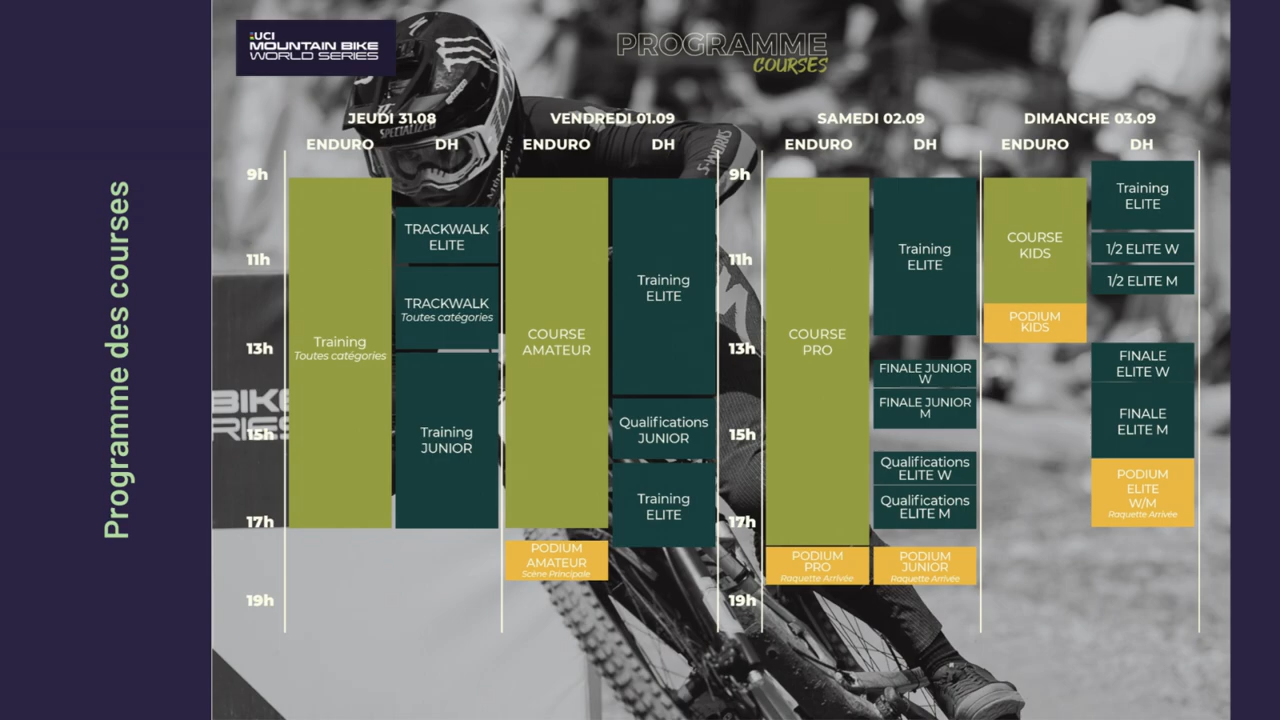 Programme des courses
UCI
MOUNTAIN BIKE
WORLD SERIES
PROGRAMME
COURSES
JEUDI 31.08
VENDREDI 01.09
SAMEDI 02.09
DIMANCHE 03.09
ENDURO
DH
ENDURO
DH
ENDURO
DH
ENDURO
DH
9h
11h
13h
15h
17h
19h
9h
11h
13h
15h
17h
19h
Training
Toutes catégories
TRACKWALK
ELITE
TRACKWALK
Toutes catégories
Training
JUNIOR
COURSE
AMATEUR
PODIUM
AMATEUR
Scène Principale
Training
ELITE
Qualifications
JUNIOR
Training
ELITE
COURSE
PRO
PODIUM
PRO
Raquette Arrivée
Training
ELITE
FINALE JUNIOR
W
FINALE JUNIOR
M
Qualifications
ELITE W
Qualifications
ELITE M
PODIUM
JUNIOR
Raquette Arrivée
COURSE
KIDS
PODIUM
KIDS
Training
ELITE
1/2 ELITE W
1/2 ELITE M
FINALE
ELITE W
FINALE
ELITE M
PODIUM
ELITE
W/M
Raquette Arrivée
SPECIALIZED
S-WORKS
BIKE